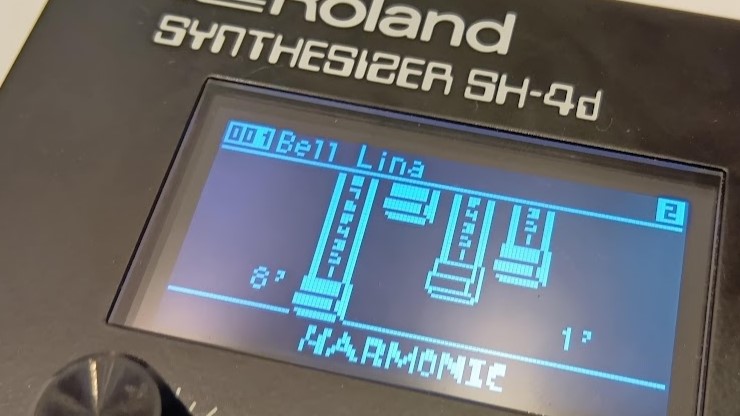 Roland
SYNTHESIZER SH-4d
001 Bell Lina
2
8'
1'
HARMONIC